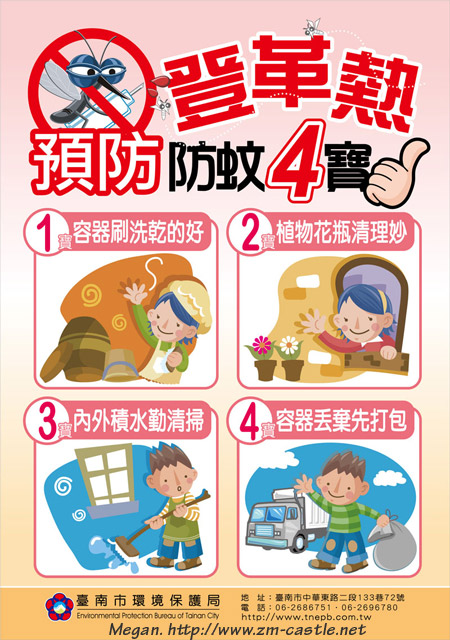 登革熱
預防 防蚊4寶
1寶 容器刷洗乾的好
2寶 植物花瓶清理妙
3寶 內外積水勤清掃
4寶 容器丟棄先打包
臺南市環境保護局
Environmental Protection Bureau of Tainan City
地 址：臺南市中華東路二段133巷72號
電 話：06-2686751．06-2696780
http://www.tnepb.com.tw
Megan. http://www.zm-castle.net